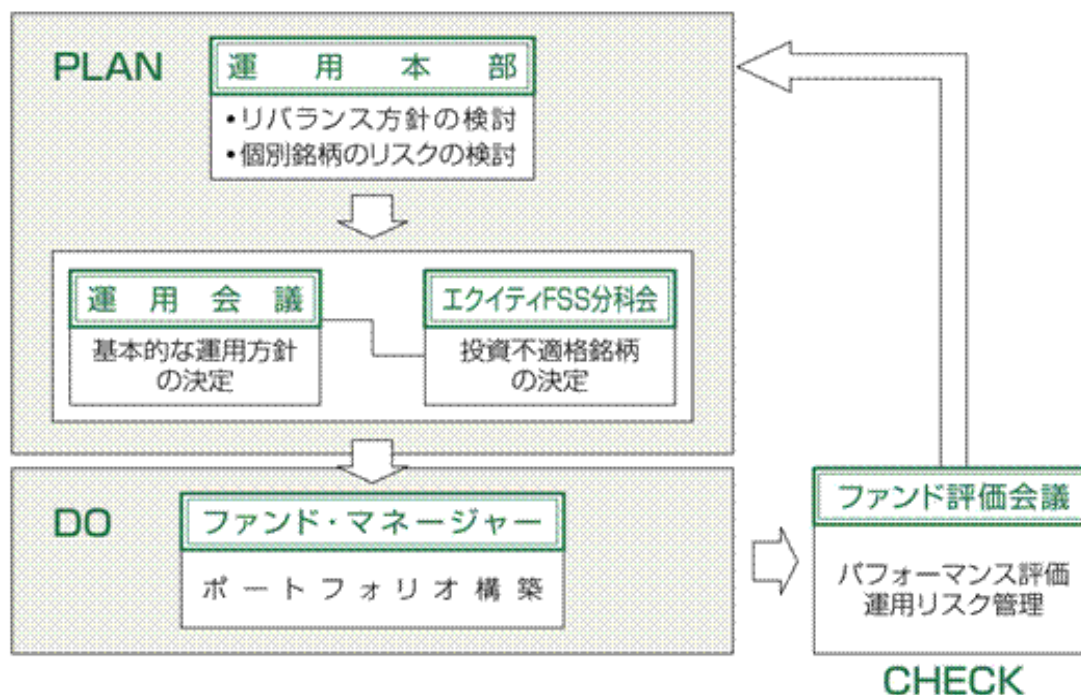 PLAN
運用本部
•リバランス方針の検討
•個別銘柄のリスクの検討
運用会議
基本的な運用方針
の決定
エクイティFSS分科会
投資不適格銘柄
の決定
DO
ファンド・マネージャー
ポートフォリオ構築
ファンド評価会議
パフォーマンス評価
運用リスク管理
CHECK